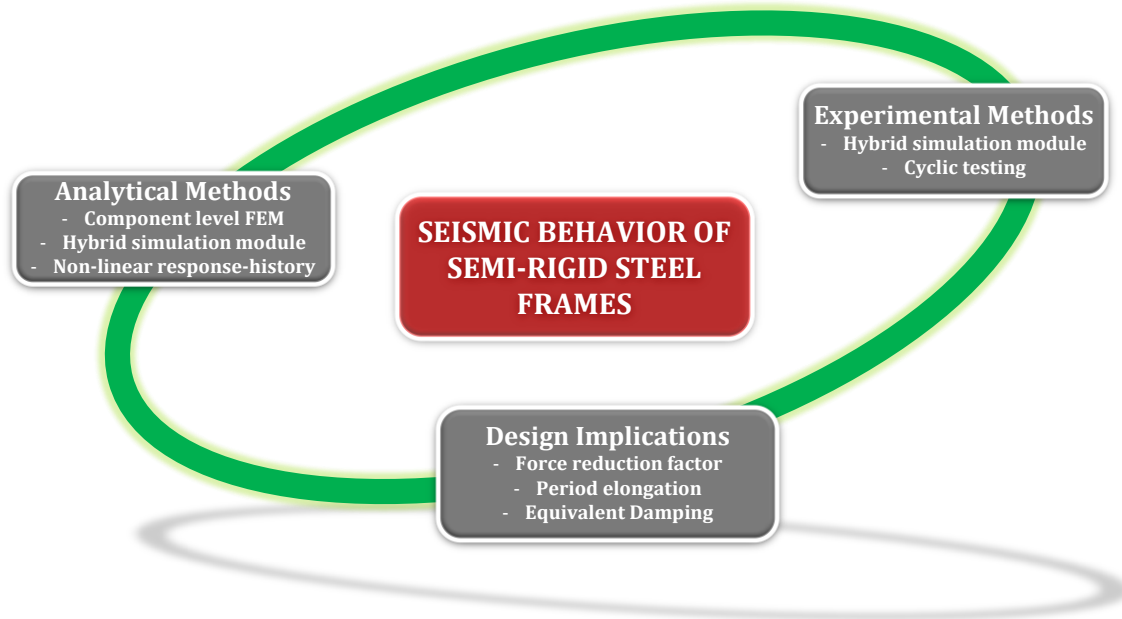 Experimental Methods
- Hybrid simulation module
- Cyclic testing
Analytical Methods
- Component level FEM
- Hybrid simulation module
- Non-linear response-history
SEISMIC BEHAVIOR OF
SEMI-RIGID STEEL
FRAMES
Design Implications
- Force reduction factor
- Period elongation
- Equivalent Damping